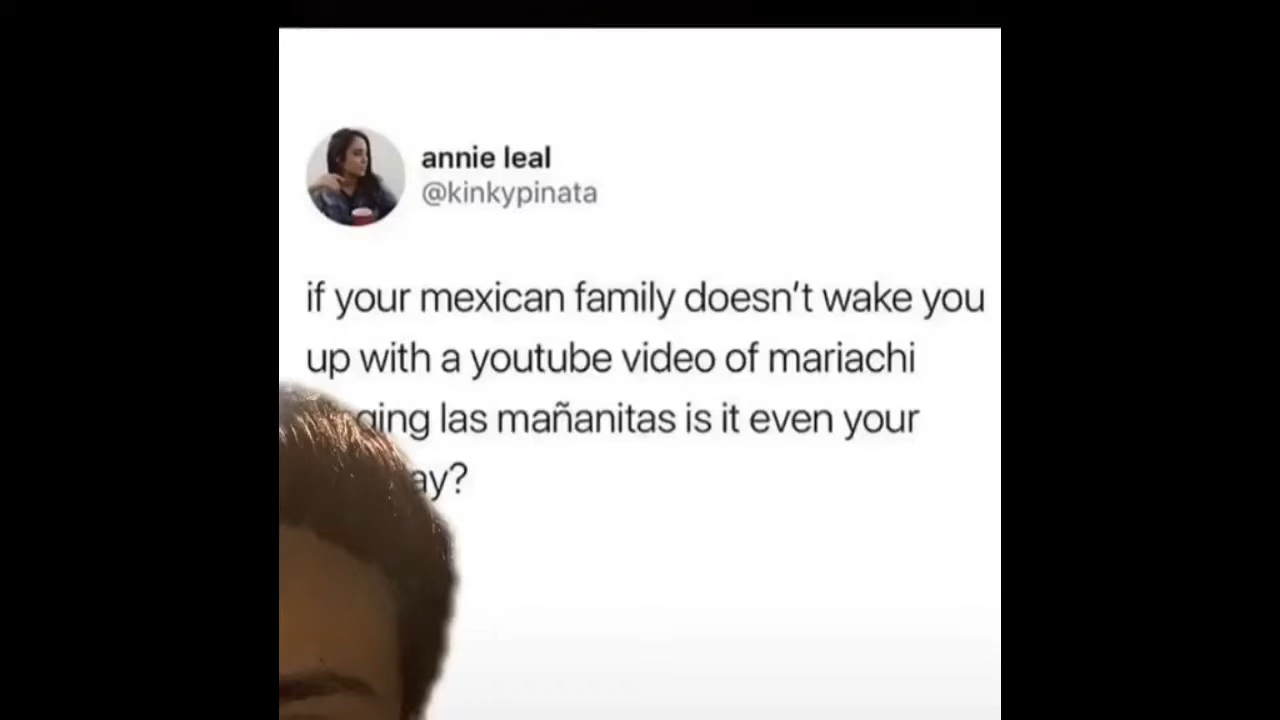 annie leal
@kinkypinata
if your mexican family doesn't wake you
up with a youtube video of mariachi
las mañanitas is it even your